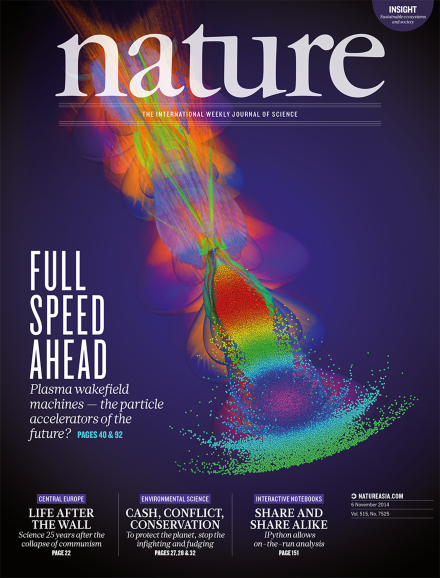 INSIGHT
Sustainable ecosystems
and society
nature
THE INTERNATIONAL WEEKLY JOURNAL OF SCIENCE
FULL
SPEED
AHEAD
Plasma wakefield
machines — the particle
accelerators of the
future? PAGES 40 & 92
CENTRAL EUROPE
LIFE AFTER
THE WALL
Science 25 years after the
collapse of communism
PAGE 22
ENVIRONMENTAL SCIENCE
CASH, CONFLICT,
CONSERVATION
To protect the planet, stop the
infighting and fudging
PAGES 27, 28 & 32
INTERACTIVE NOTEBOOKS
SHARE AND
SHARE ALIKE
IPython allows
on-the-run analysis
PAGE 151
NATUREASIA.COM
6 November 2014
Vol. 515, No. 7525